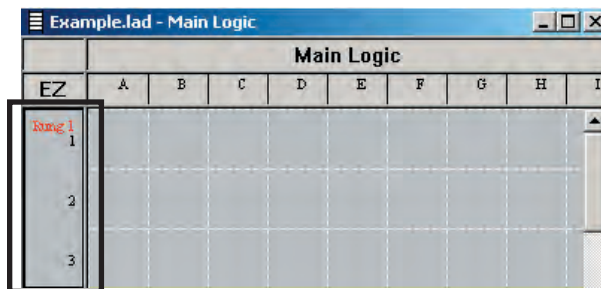 Example.lad - Main Logic
Main Logic
EZ A B C D E F G H I
Rung 1
1
2
3